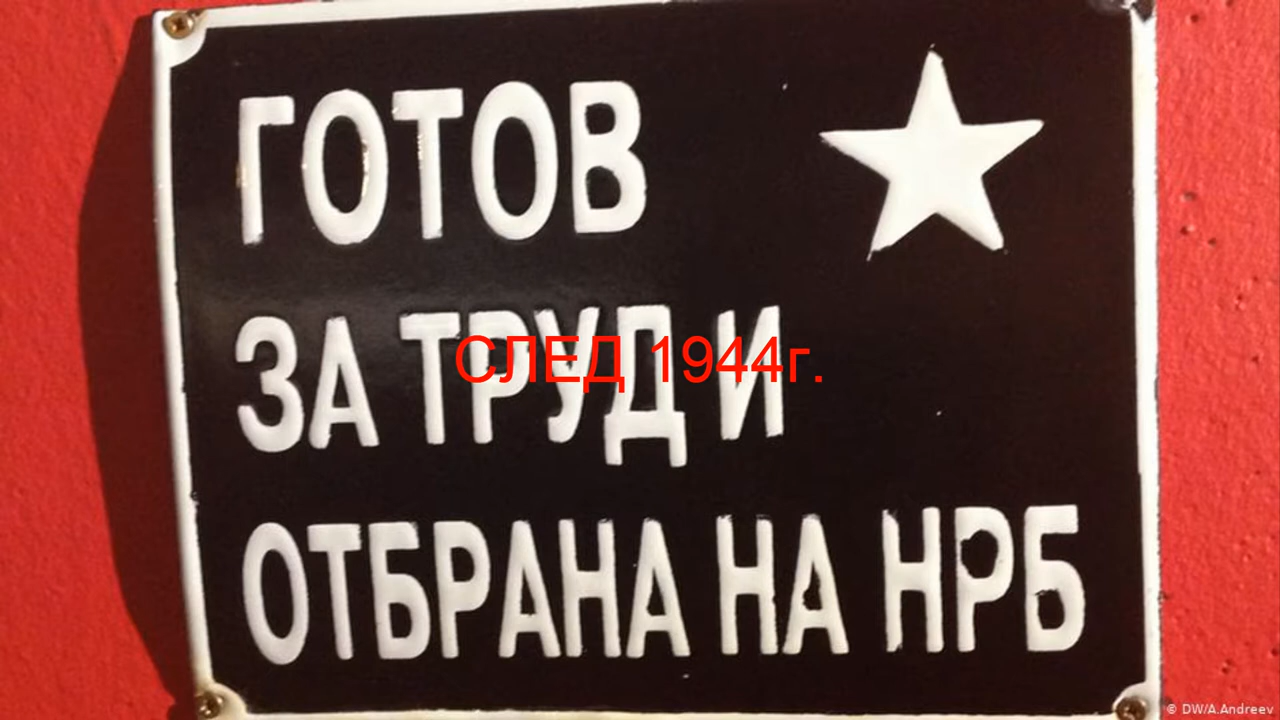 ГОТОВ
ЗА ТРУД И
СЛЕД 1944г.
ОТБРАНА НА НРБ
© DW/A.Andreev